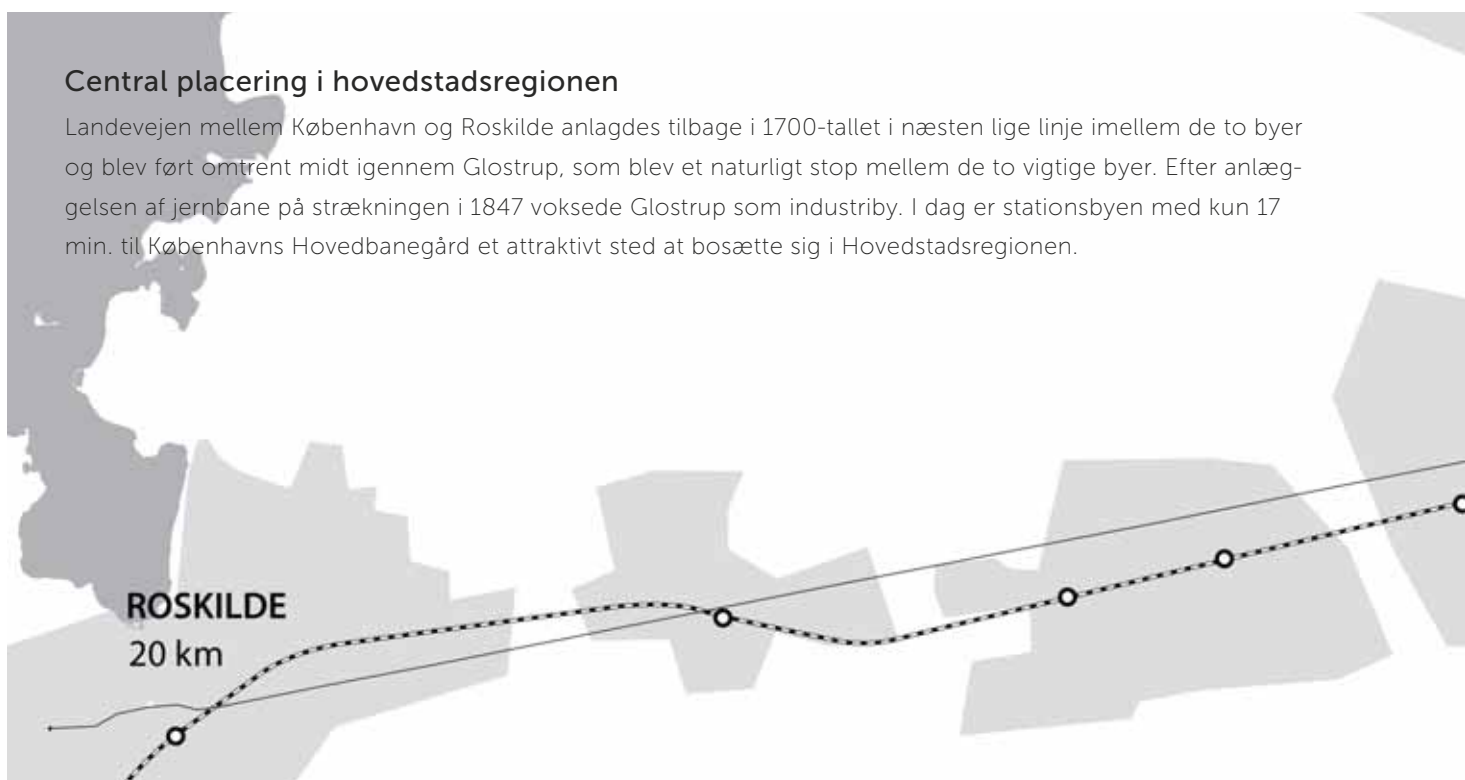 Central placering i hovedstadsregionen
Landevejen mellem København og Roskilde anlagdes tilbage i 1700-tallet i næsten lige linje imellem de to byer
og blev ført omtrent midt igennem Glostrup, som blev et naturligt stop mellem de to vigtige byer. Efter anlæg-
gelsen af jernbane på strækningen i 1847 voksede Glostrup som industriby. I dag er stationsbyen med kun 17
min. til Københavns Hovedbanegård et attraktivt sted at bosætte sig i Hovedstadsregionen.
ROSKILDE
20 km